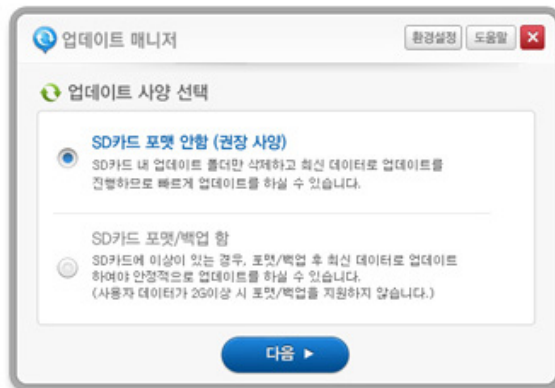 업데이트 매니저
환경설정
도움말
업데이트 사양 선택
SD카드 포맷 안함 (권장 사양)
SD카드 내 업데이트 폴더만 삭제하고 최신 데이터로 업데이트를
진행하므로 빠르게 업데이트를 하실 수 있습니다.
SD카드 포맷/백업 함
SD카드에 이상이 있는 경우, 포맷/백업 후 최신 데이터로 업데이트
하여야 안정적으로 업데이트를 하실 수 있습니다.
(사용자 데이터가 2G이상 시 포맷/백업을 지원하지 않습니다.)
다음 ▶